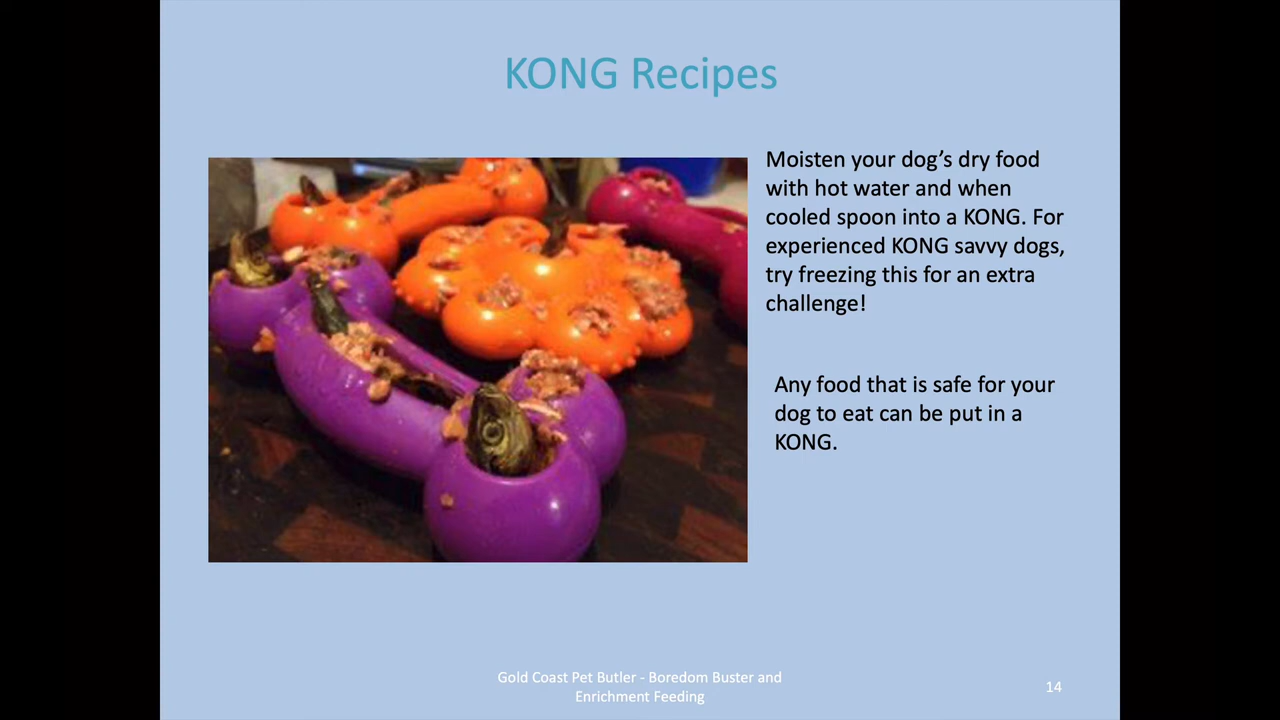 KONG Recipes
Moisten your dog’s dry food
with hot water and when
cooled spoon into a KONG. For
experienced KONG savvy dogs,
try freezing this for an extra
challenge!
Any food that is safe for your
dog to eat can be put in a
KONG.
Gold Coast Pet Butler - Boredom Buster and
Enrichment Feeding
14